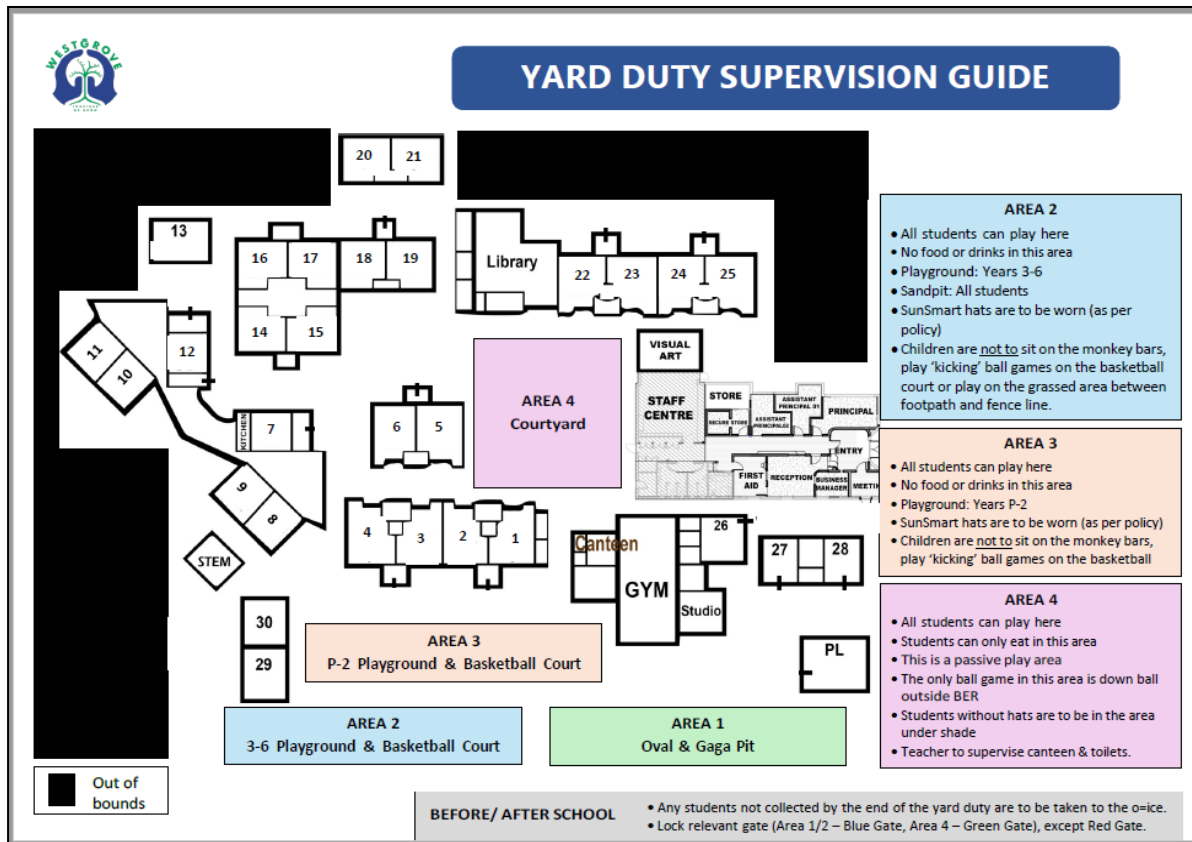 WESTGROVE
YARD DUTY SUPERVISION GUIDE
20
21
13
16
17
18
19
Library
22
23
24
25
14
15
11
10
12
VISUAL
ART
STAFF
CENTRE
STORE
SECURE STORE
ASSISTANT
PRINCIPAL 01
ASSISTANT
PRINCIPAL02
PRINCIPAL
ENTRY
FIRST
AID
RECEPTION
BUSINESS
MANAGER
MEETIN
AREA 4
Courtyard
6
5
KITCHEN
7
9
8
STEM
4
3
2
1
Canteen
GYM
26
Studio
27
28
PL
30
29
AREA 3
P-2 Playground & Basketball Court
AREA 2
3-6 Playground & Basketball Court
AREA 1
Oval & Gaga Pit
AREA 2
• All students can play here
• No food or drinks in this area
• Playground: Years 3-6
• Sandpit: All students
• SunSmart hats are to be worn (as per
policy)
• Children are not to sit on the monkey bars,
play ‘kicking’ ball games on the basketball
court or play on the grassed area between
footpath and fence line.
AREA 3
• All students can play here
• No food or drinks in this area
• Playground: Years P-2
• SunSmart hats are to be worn (as per policy)
• Children are not to sit on the monkey bars,
play ‘kicking’ ball games on the basketball
AREA 4
• All students can play here
• Students can only eat in this area
• This is a passive play area
• The only ball game in this area is down ball
outside BER
• Students without hats are to be in the area
under shade
• Teacher to supervise canteen & toilets.
Out of
bounds
BEFORE/ AFTER SCHOOL
• Any students not collected by the end of the yard duty are to be taken to the o=ice.
• Lock relevant gate (Area 1/2 – Blue Gate, Area 4 – Green Gate), except Red Gate.